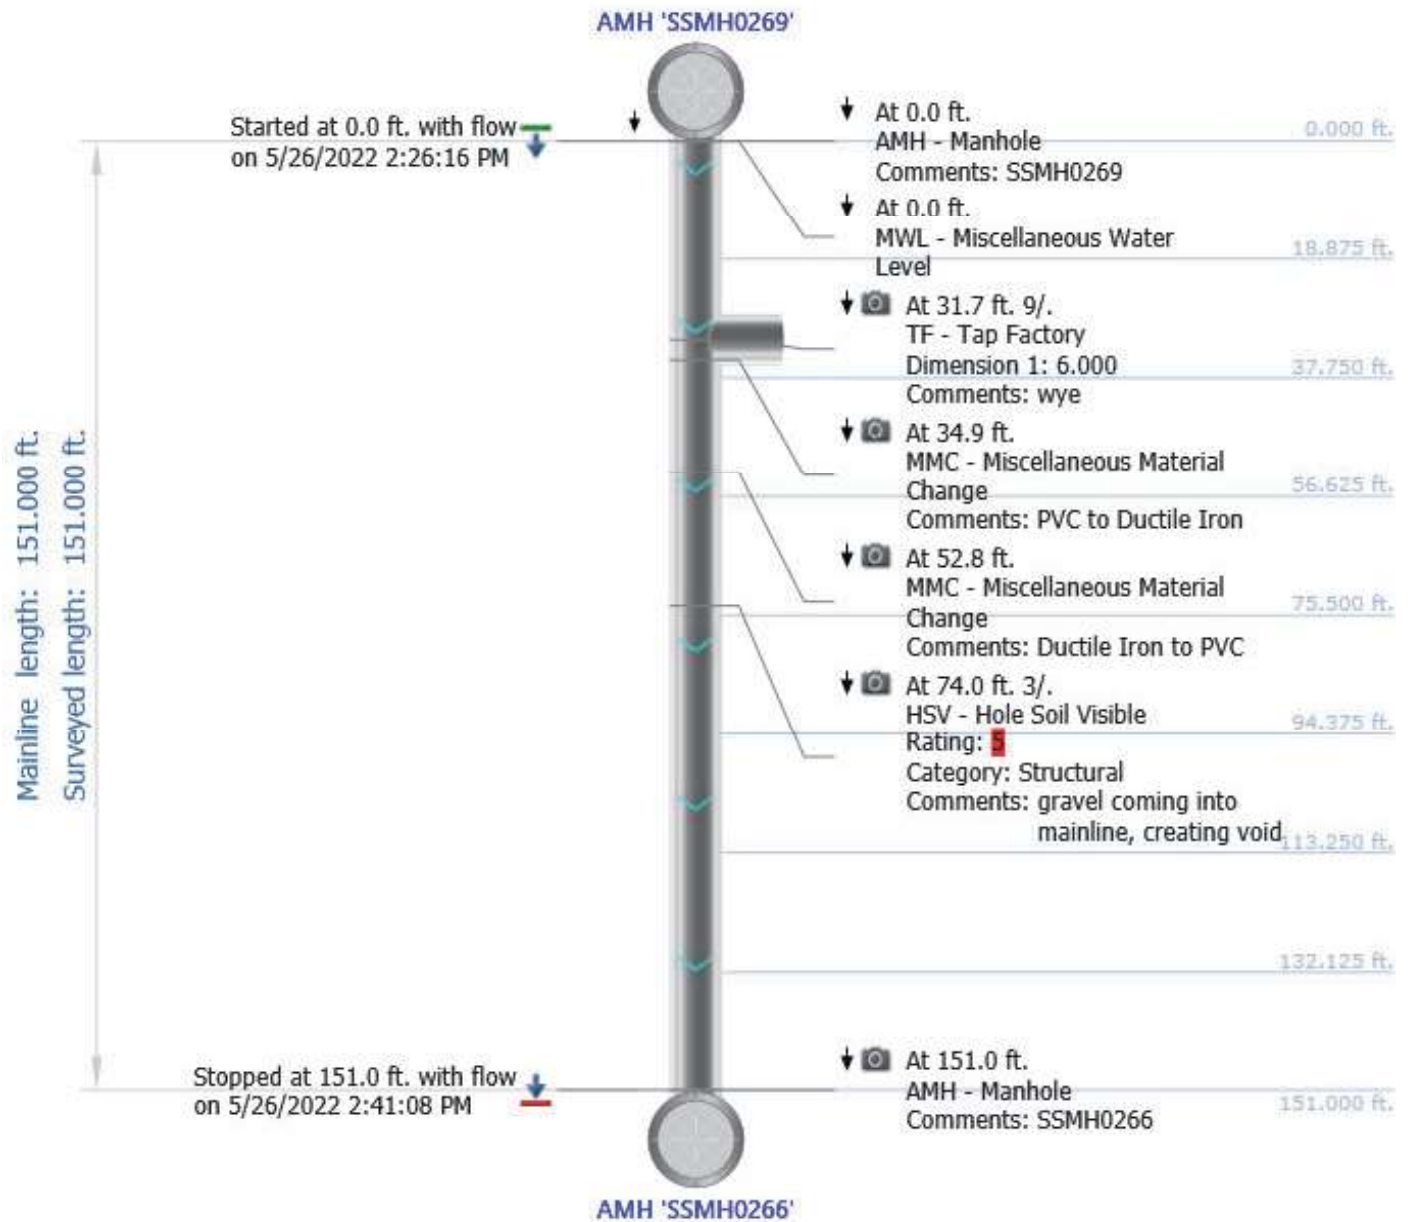 AMH 'SSMH0269'
Started at 0.0 ft. with flow
on 5/26/2022 2:26:16 PM
At 0.0 ft.
AMH - Manhole
Comments: SSMH0269
0.000 ft.
At 0.0 ft.
MWL - Miscellaneous Water
Level
18.875 ft.
At 31.7 ft. 9/.
TF - Tap Factory
Dimension 1: 6.000
Comments: wye
37.750 ft.
At 34.9 ft.
MMC - Miscellaneous Material
Change
Comments: PVC to Ductile Iron
56.625 ft.
At 52.8 ft.
MMC - Miscellaneous Material
Change
Comments: Ductile Iron to PVC
75.500 ft.
At 74.0 ft. 3/.
HSV - Hole Soil Visible
Rating: 5
Category: Structural
Comments: gravel coming into
mainline, creating void
94.375 ft.
113.250 ft.
132.125 ft.
Mainline length: 151.000 ft.
Surveyed length: 151.000 ft.
Stopped at 151.0 ft. with flow
on 5/26/2022 2:41:08 PM
At 151.0 ft.
AMH - Manhole
Comments: SSMH0266
151.000 ft.
AMH 'SSMH0266'